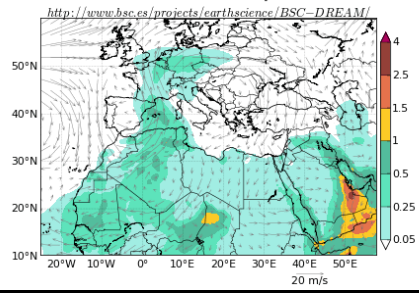 http://www.bsc.es/projects/earthscience/BSC−DREAM/
4
50°N
2.5
40°N
1.5
30°N
1
0.5
20°N
0.25
10°N
0.05
20°W 10°W 0° 10°E 20°E 30°E 40°E 50°E
20 m/s